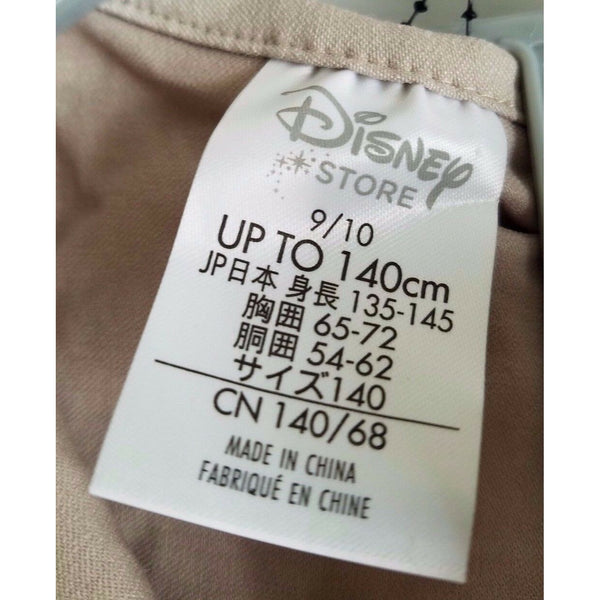 Disney
STORE
9/10
UP TO 140cm
JP日本 身長 135-145
胸囲 65-72
胴囲 54-62
サイズ140
CN 140/68
MADE IN CHINA
FABRIQUÉ EN CHINE